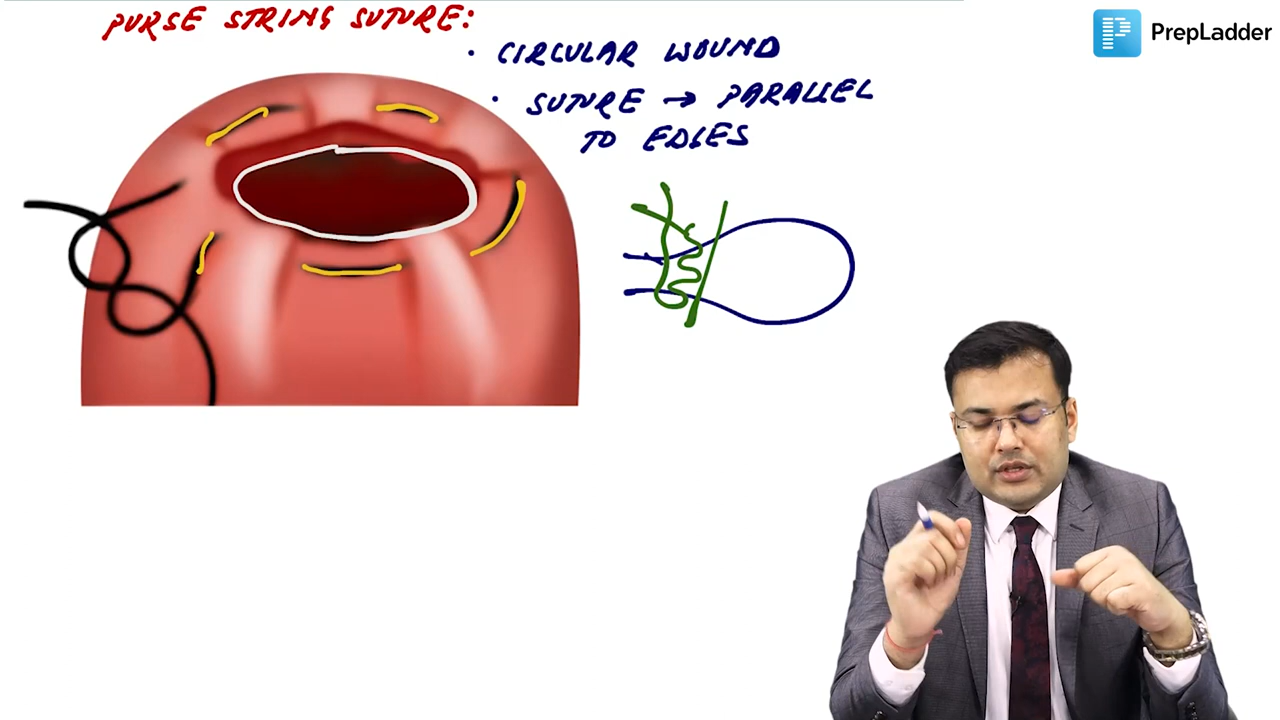 PURSE STRING SUTURE:
• CIRCULAR WOUND
• SUTURE → PARALLEL
TO EDGES
PrepLadder